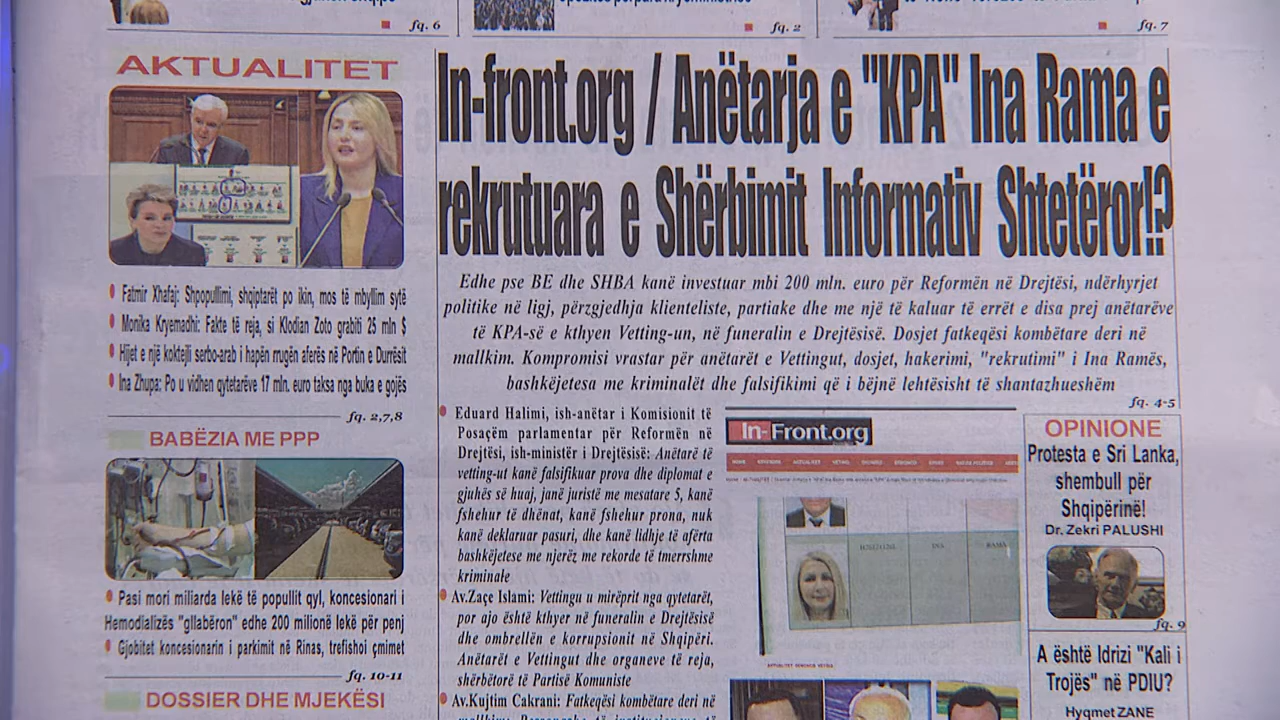 fq. 6
fq. 2
fq. 7
AKTUALITET
Fatmir Xhafaj: Shpopullimi, shqiptarët po ikin, mos të mbyllim sytë
Monika Kryemadhi: Fakte të reja, si Klodian Zoto grabiti 25 mln $
Hijet e një kokteji serbo-arab i hapën rrugën aferës në Portin e Durrësit
Ina Zhupa: Po u vidhen qytetarëve 17 mln. euro taksa nga buka e gojës
fq. 2,7,8
BABËZIA ME PPP
Pasi mori miliarda lekë të popullit qyl, koncesionari i
Hemodializës "gllabëron" edhe 200 milionë lekë për penj
Gjobitet koncesionarin i parkimit në Rinas, trefishoi çmimet
fq. 10-11
DOSSIER DHE MJEKËSI
In-front.org / Anëtarja e "KPA" Ina Rama e
rekrutuara e Shërbimit Informativ Shtetëror!?
Edhe pse BE dhe SHBA kanë investuar mbi 200 mln. euro për Reformën në Drejtësi, ndërhyrjet
politike në ligj, përzgjedhja klienteliste, partiake dhe me një të kaluar të errët e disa prej anëtarëve
të KPA-së e kthyen Vetting-un, në funeralin e Drejtësisë. Dosjet fatkeqësi kombëtare deri në
mallkim. Kompromisi vrastar për anëtarët e Vettingut, dosjet, hakerimi, "rekrutimi" i Ina Ramës,
bashkëjetesa me kriminalët dhe falsifikimi që i bëjnë lehtësisht të shantazhueshëm
fq. 4-5
Eduard Halimi, ish-anëtar i Komisionit të
Posaçëm parlamentar për Reformën në
Drejtësi, ish-ministër i Drejtësisë: Anëtarë të
vetting-ut kanë falsifikuar prova dhe diplomat e
gjuhës së huaj, janë juristë me mesatare 5, kanë
fshehur të dhënat, kanë fshehur prona, nuk
kanë deklaruar pasuri, dhe kanë lidhje të afërta
bashkëjetese me njerëz me rekorde të tmerrshme
kriminale
Av.Zaçe Islami: Vettingu u mirëprit nga qytetarët,
por ajo është kthyer në funeralin e Drejtësisë
dhe ombrellën e korrupsionit në Shqipëri.
Anëtarët e Vettingut dhe organeve të reja,
shërbëtorë të Partisë Komuniste
Av.Kujtim Cakrani: Fatkeqësi kombëtare deri në
In-Front.org
INA
RAMA
OPINIONE
Protesta e Sri Lanka,
shembull për
Shqipërinë!
Dr. Zekri PALUSHI
fq. 9
A është Idrizi "Kali i
Trojës" në PDIU?
Hyqmet ZANE